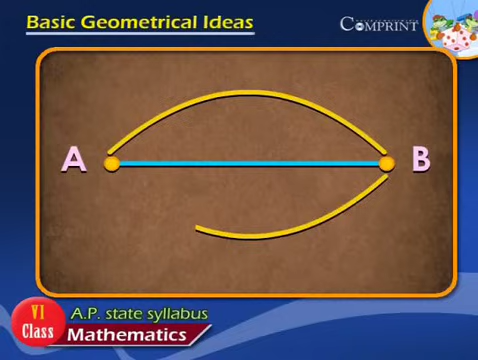 Basic Geometrical Ideas
COMPRINT
A
B
VI
Class
A.P. state syllabus
Mathematics